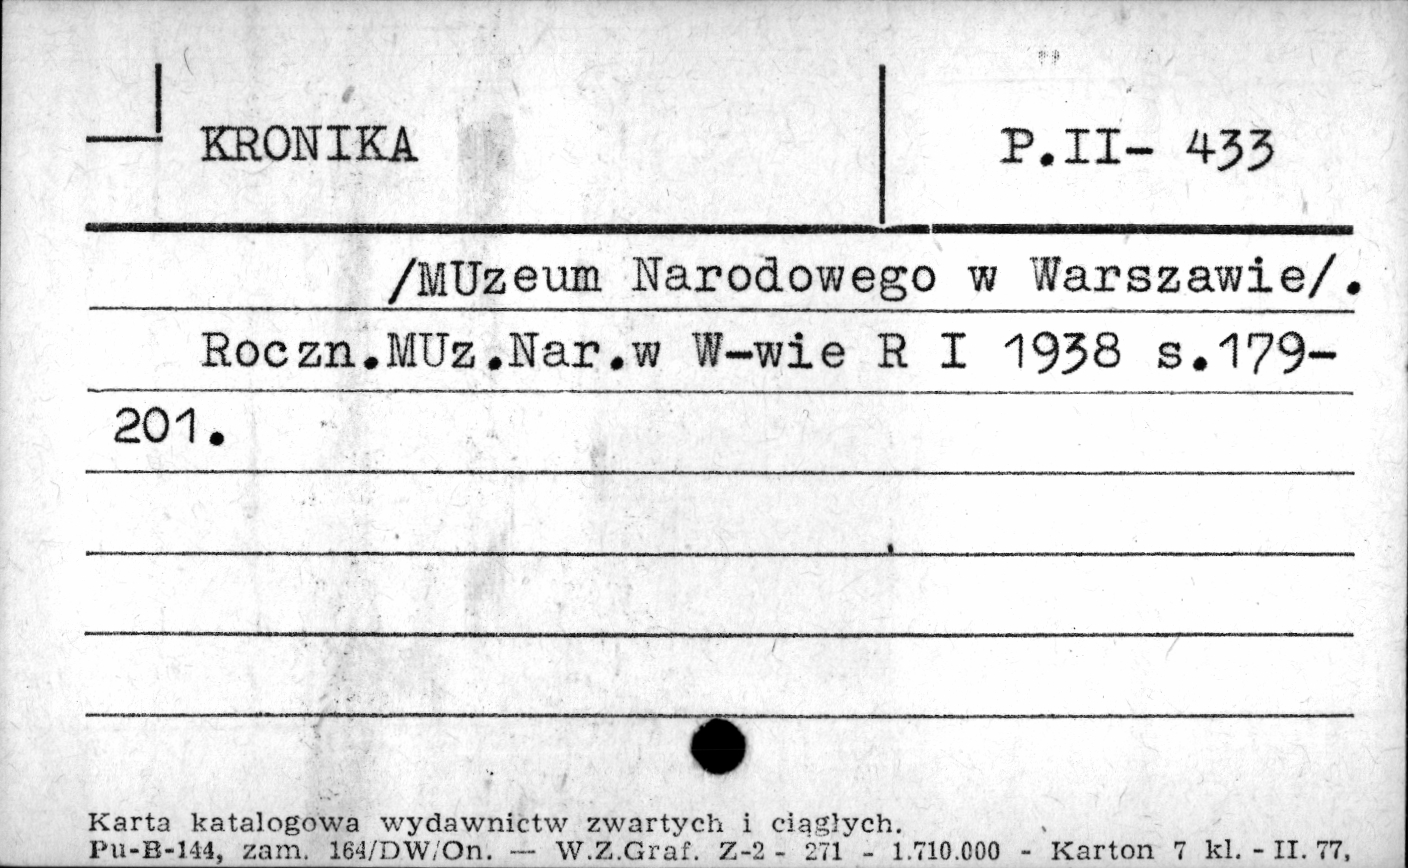 KRONIKA P.II- 433
/MUzeum Narodowego w Warszawie/.
Roczn.MUz.Nar.w W-wie R I 1938 s.179-
201.
Karta katalogowa wydawnictw zwartych i ciągłych.
Pu-B-144, zam. 164/DW/On. — W.Z.Graf. Z-2 - 271 - 1.710.000 - Karton 7 kl. - II. 77,